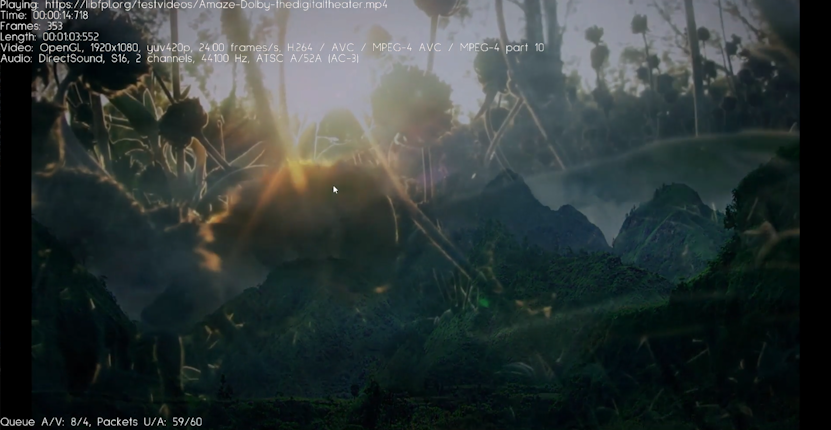 Playing: https://libfpl.org/testvideos/Amaze-Dolby-thedigitaltheater.mp4
Time: 00:00:14:718
Frames: 353
Length: 00:01:03:552
Video: OpenGL, 1920x1080, yuv420p, 24.00 frames/s, H.264 / AVC / MPEG-4 AVC / MPEG-4 part 10
Audio: DirectSound, S16, 2 channels, 44100 Hz, ATSC A/52A (AC-3)
Queue A/V: 8/4, Packets U/A: 59/60